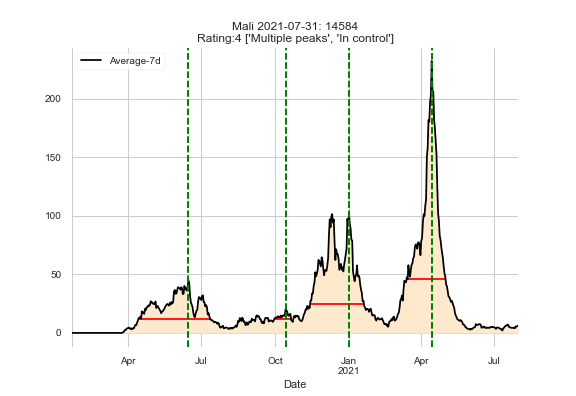 Mali 2021-07-31: 14584
Rating:4 ['Multiple peaks', 'In control']
Average-7d
200
150
100
50
0
Apr
Jul
Oct
Jan
2021
Apr
Jul
Date